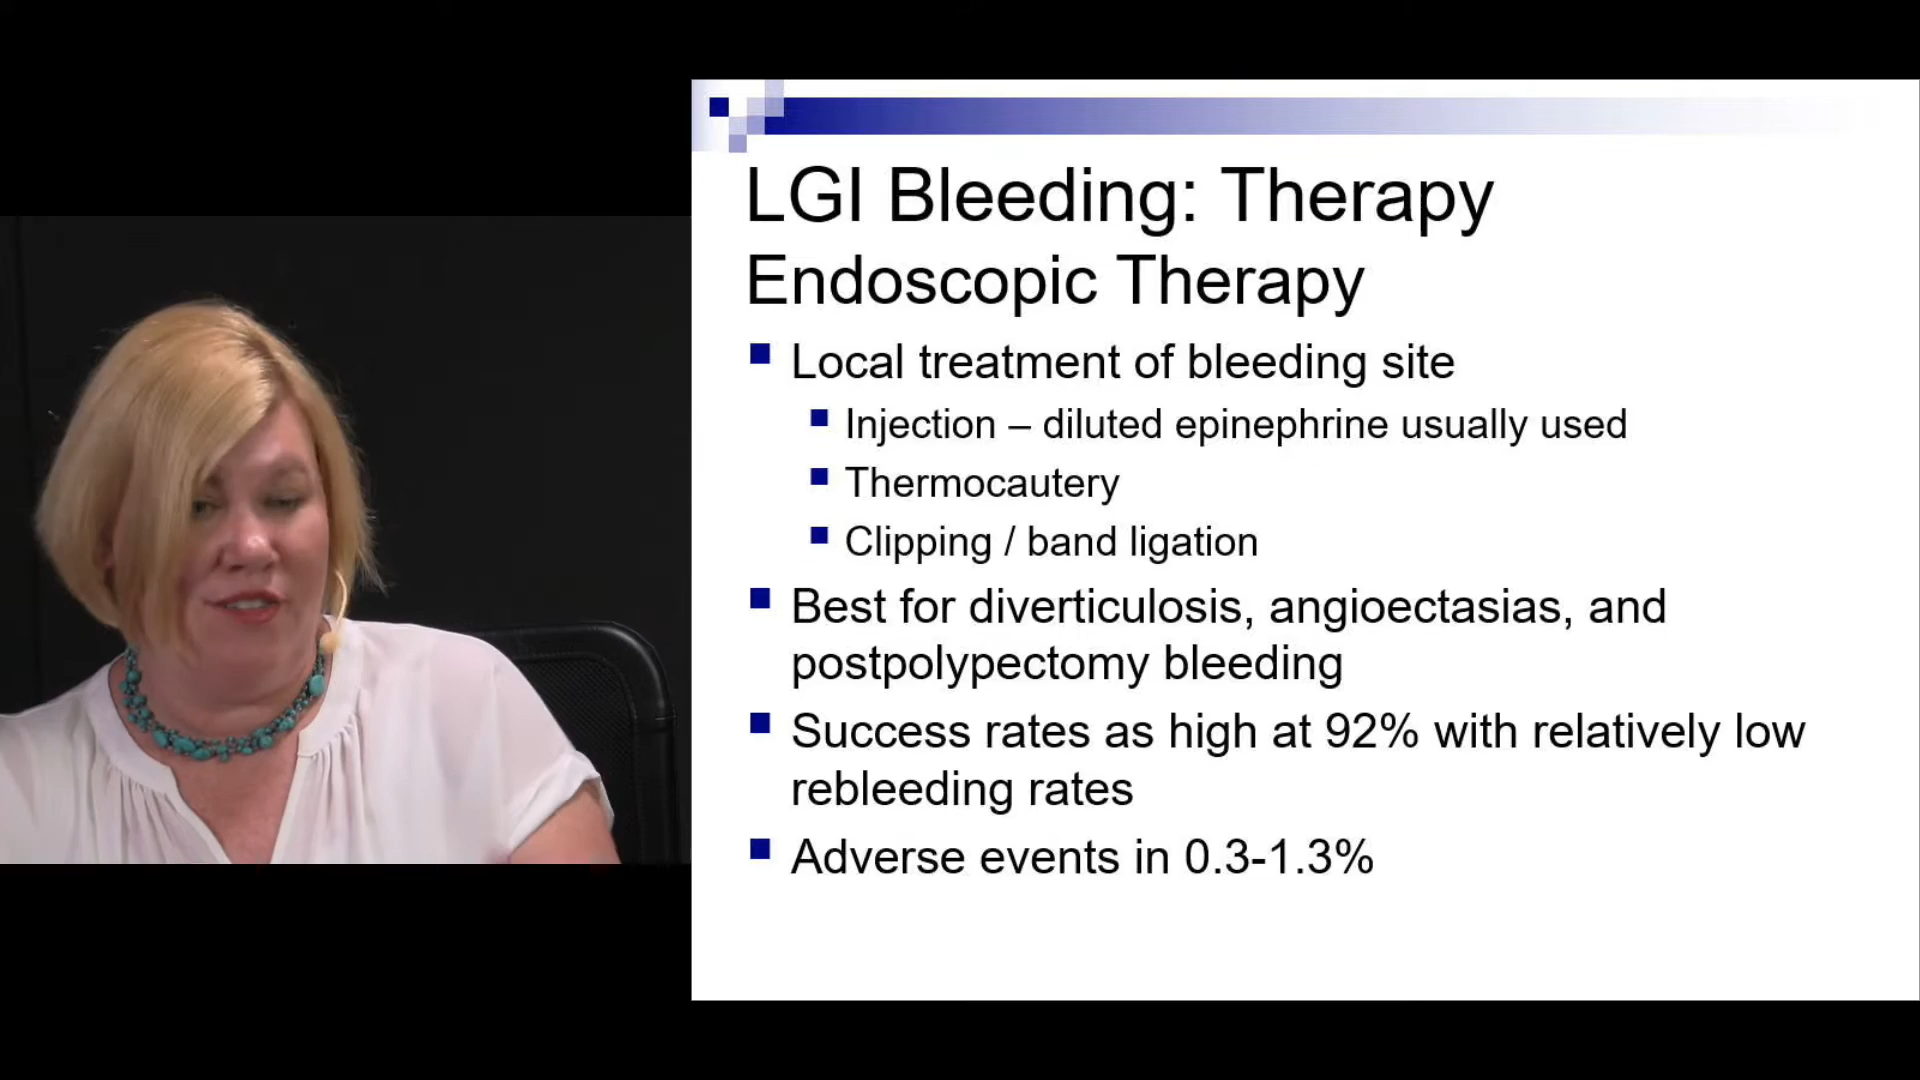 LGI Bleeding: Therapy
Endoscopic Therapy
Local treatment of bleeding site
Injection – diluted epinephrine usually used
Thermocautery
Clipping / band ligation
Best for diverticulosis, angioectasias, and
postpolypectomy bleeding
Success rates as high at 92% with relatively low
rebleeding rates
Adverse events in 0.3-1.3%